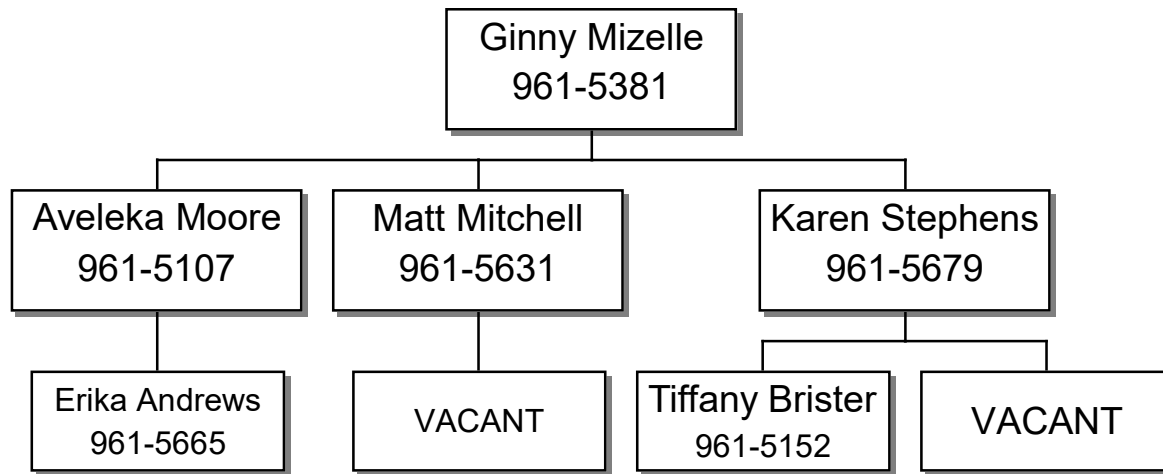 Ginny Mizelle
961-5381
Aveleka Moore
961-5107
Matt Mitchell
961-5631
Karen Stephens
961-5679
Erika Andrews
961-5665
VACANT
Tiffany Brister
961-5152
VACANT